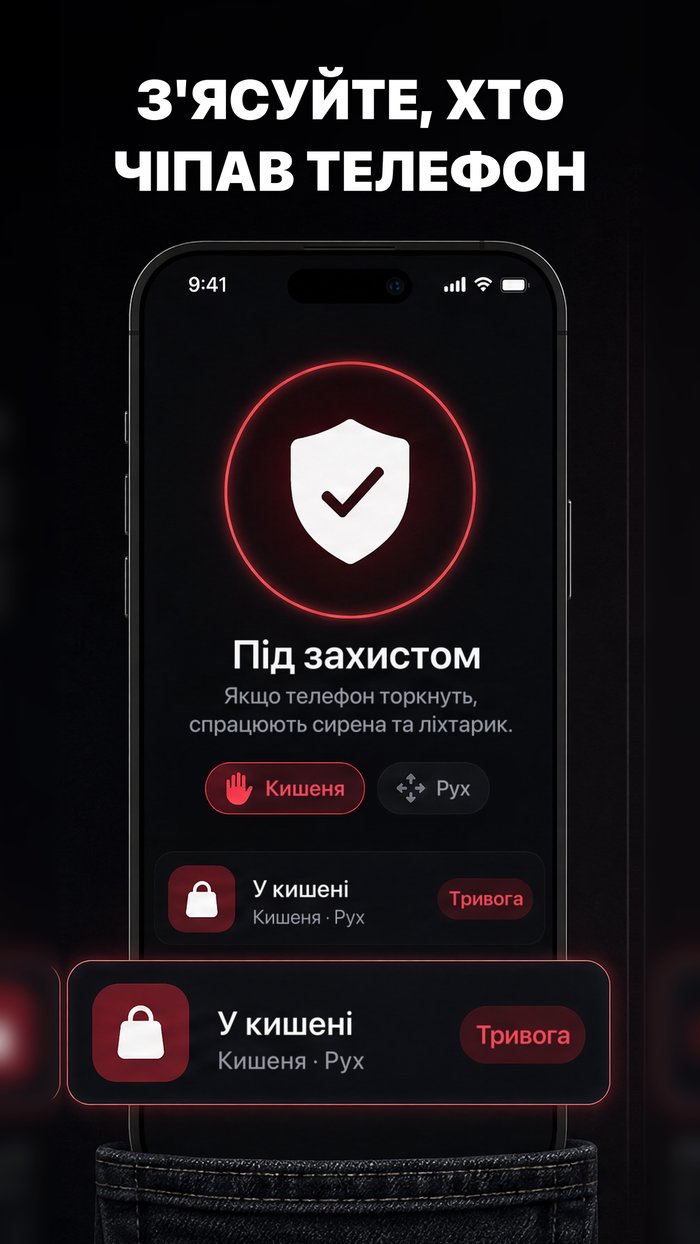 З'ЯСУЙТЕ, ХТО
ЧІПАВ ТЕЛЕФОН
9:41
Під захистом
Якщо телефон торкнуть,
спрацюють сирена та ліхтарик.
Кишеня
Рух
У кишені
Кишеня · Рух
Тривога
У кишені
Кишеня · Рух
Тривога